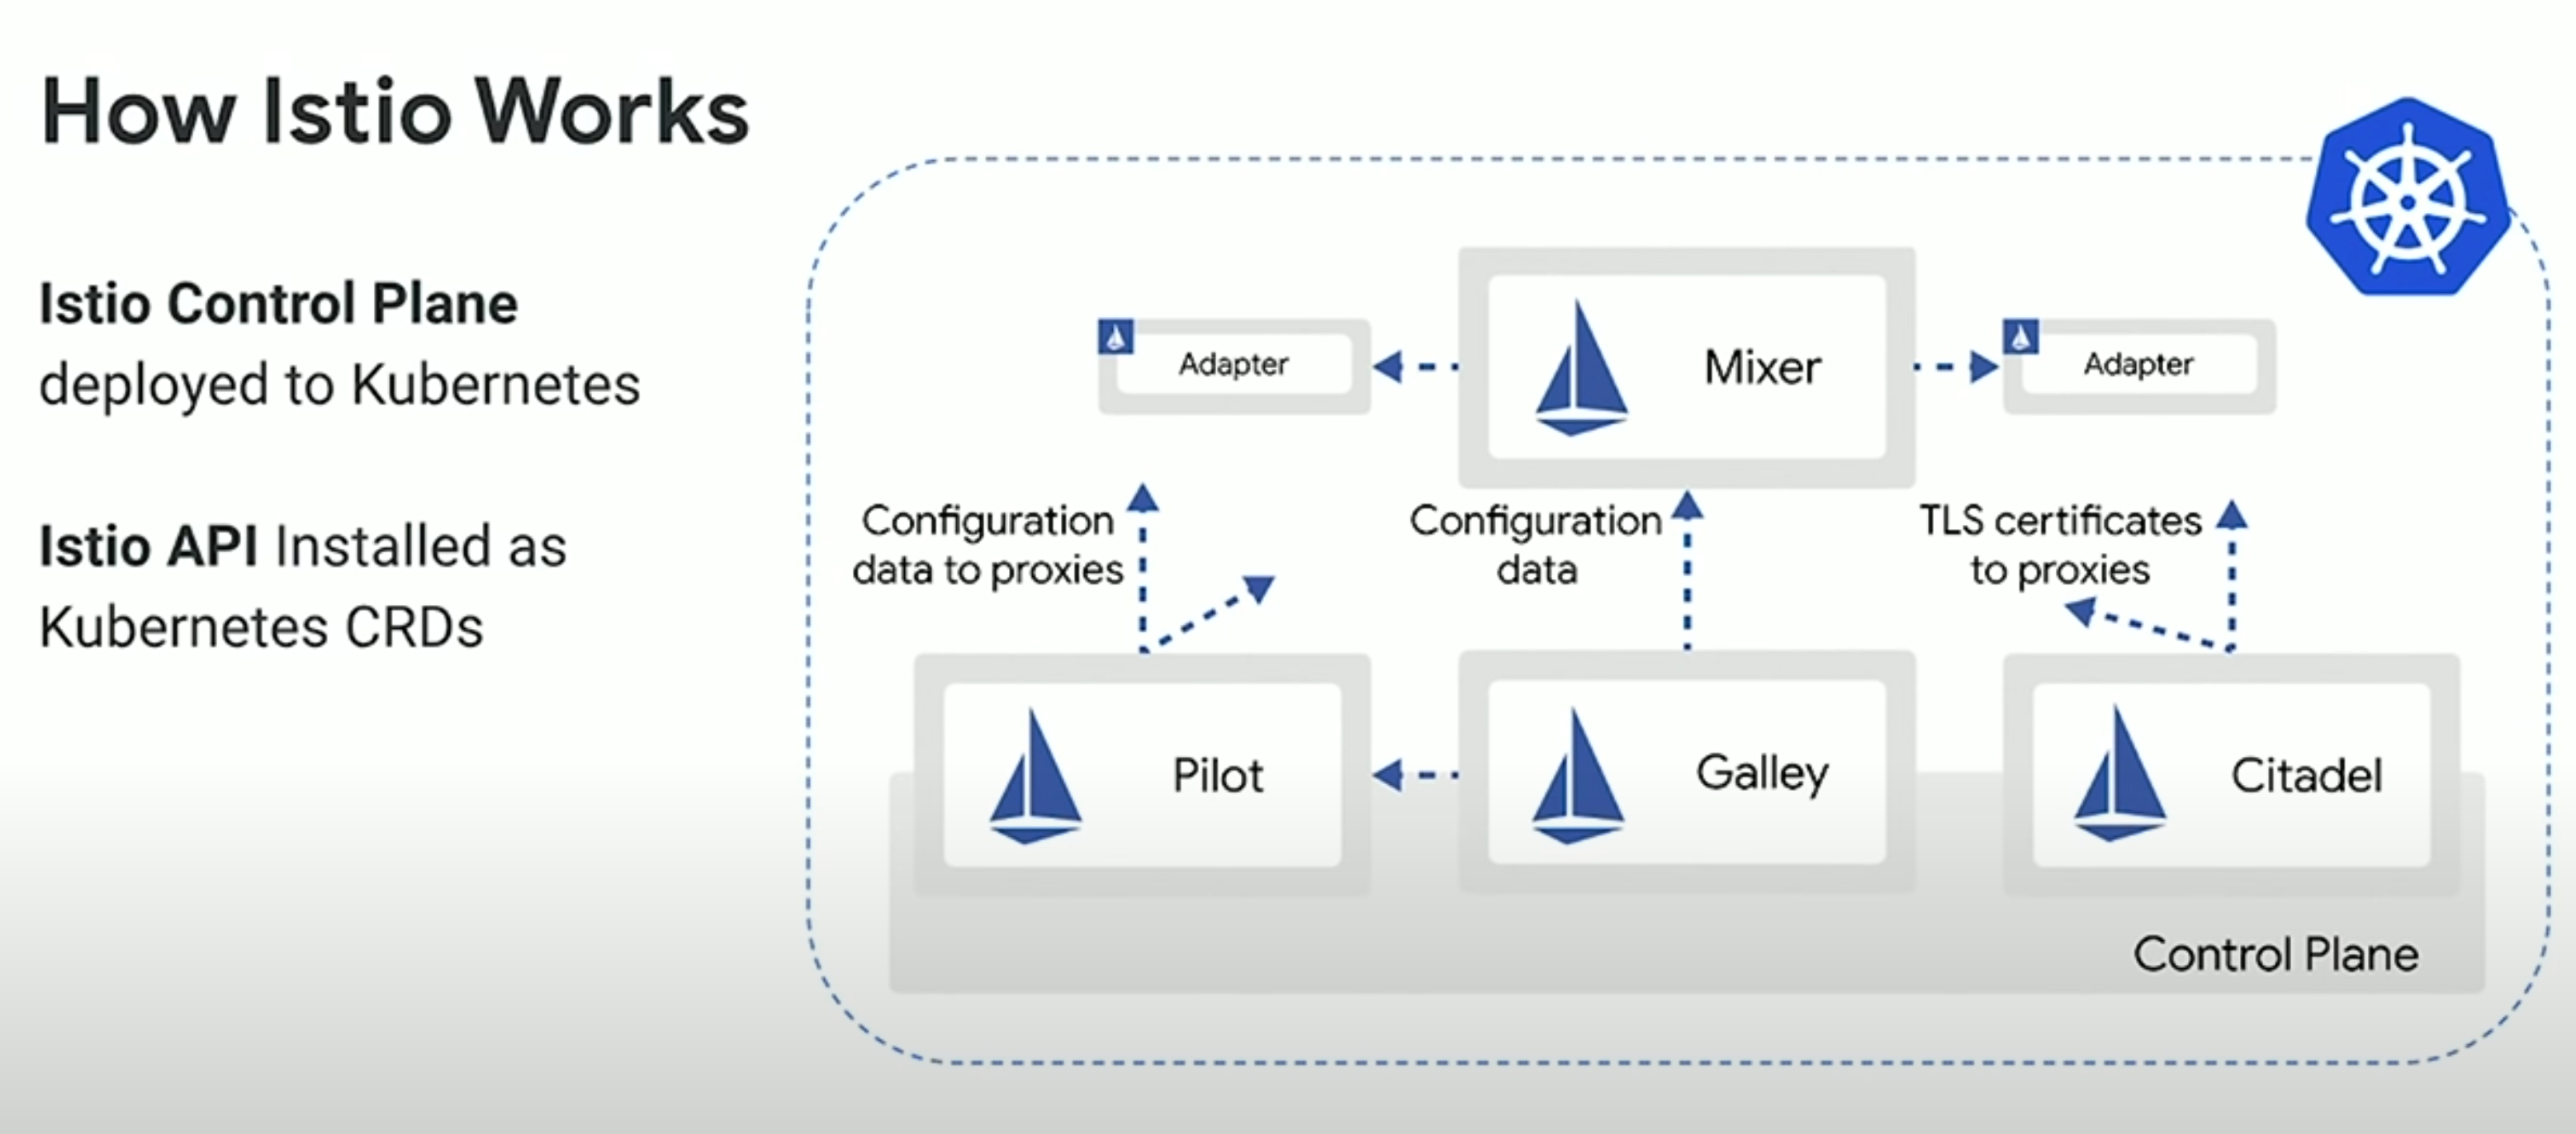 How Istio Works
Istio Control Plane
deployed to Kubernetes
Istio API Installed as
Kubernetes CRDs
Adapter
Mixer
Adapter
Configuration
data to proxies
Configuration
data
TLS certificates
to proxies
Pilot
Galley
Citadel
Control Plane